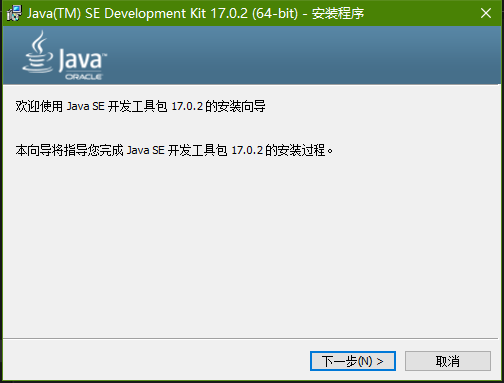 Java(TM) SE Development Kit 17.0.2 (64-bit) - 安装程序
Java™
ORACLE
欢迎使用 Java SE 开发工具包 17.0.2 的安装向导
本向导将指导您完成 Java SE 开发工具包 17.0.2 的安装过程。
下一步(N) >
取消